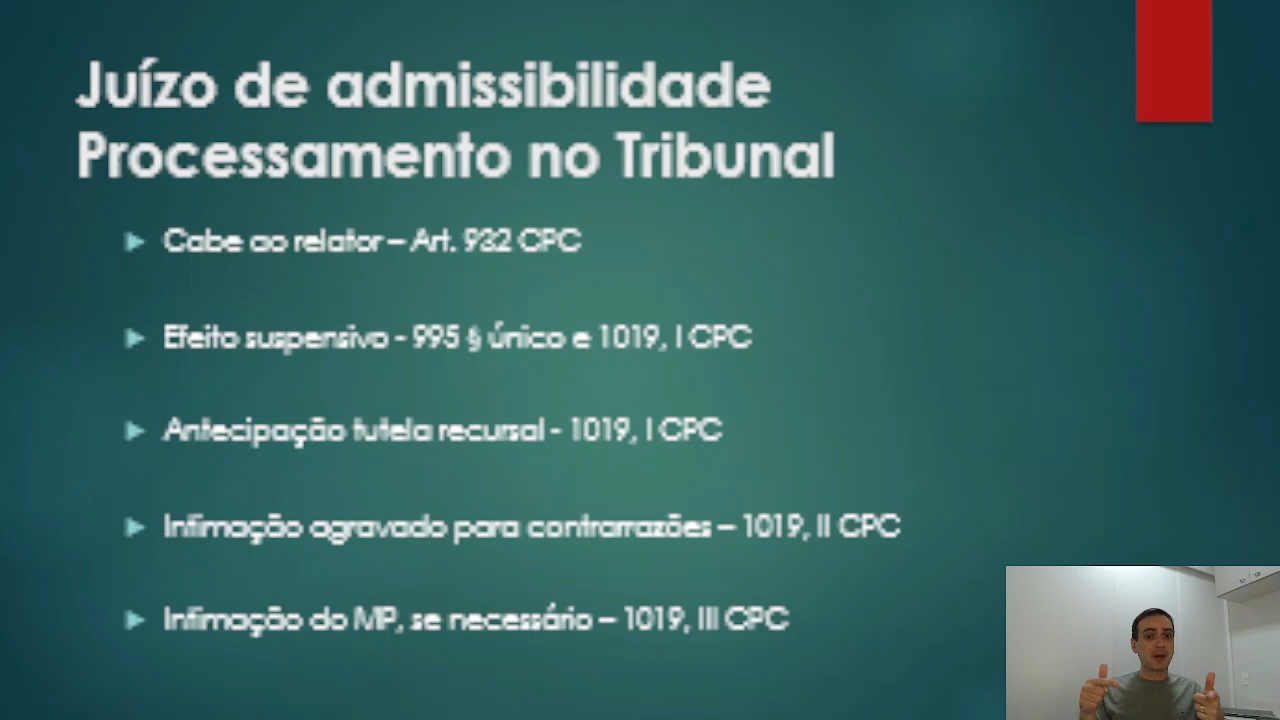 Juízo de admissibilidade
Processamento no Tribunal
Cabe ao relator – Art. 932 CPC
Efeito suspensivo - 995 § único e 1019, I CPC
Antecipação tutela recursal - 1019, I CPC
Intimação agravado para contrarrazões – 1019, II CPC
Intimação do MP, se necessário – 1019, III CPC